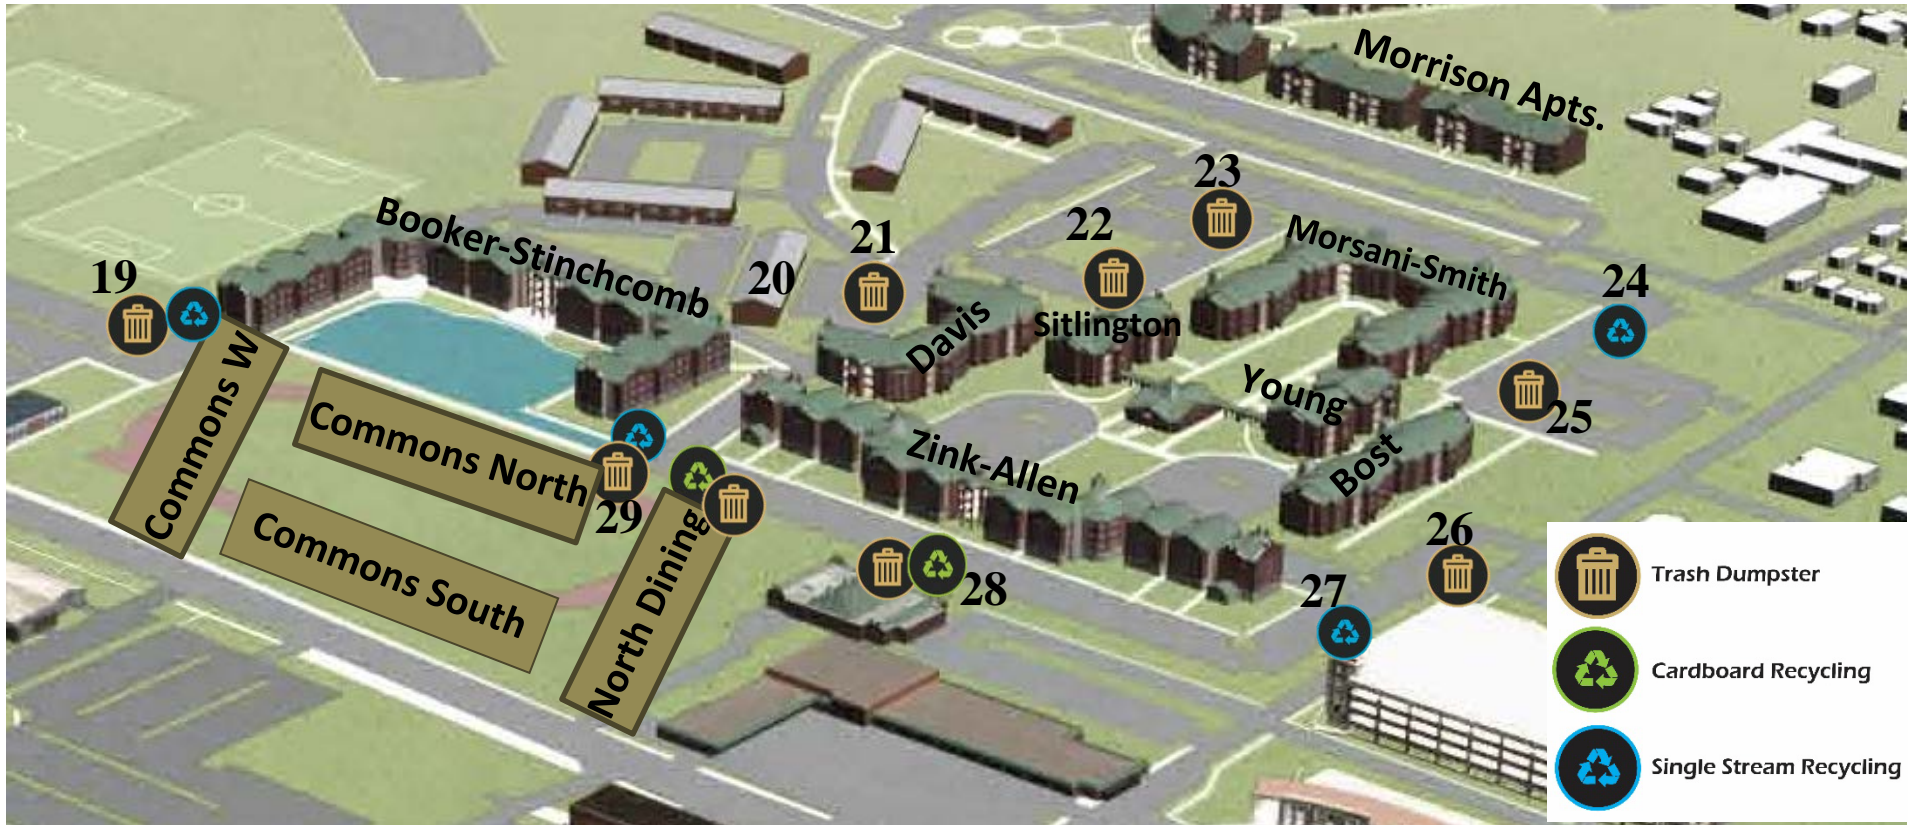 Morrison Apts.
23
Booker-Stinchcomb
22
Morsani-Smith
21
19
20
24
Davis
Sitlington
Commons W
Young
25
Commons North
Zink-Allen
Bost
29
North Dining
Commons South
26
28
27
Trash Dumpster
Cardboard Recycling
Single Stream Recycling